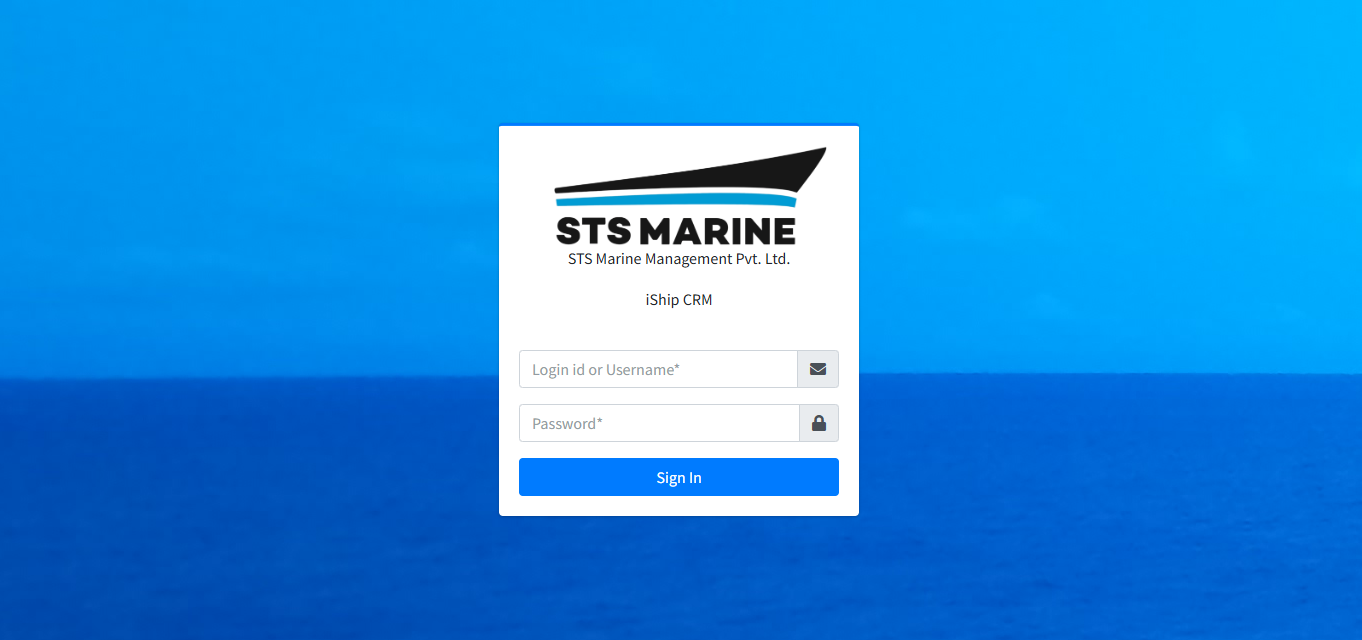 STS MARINE
STS Marine Management Pvt. Ltd.
iShip CRM
Login id or Username*
Password*
Sign In